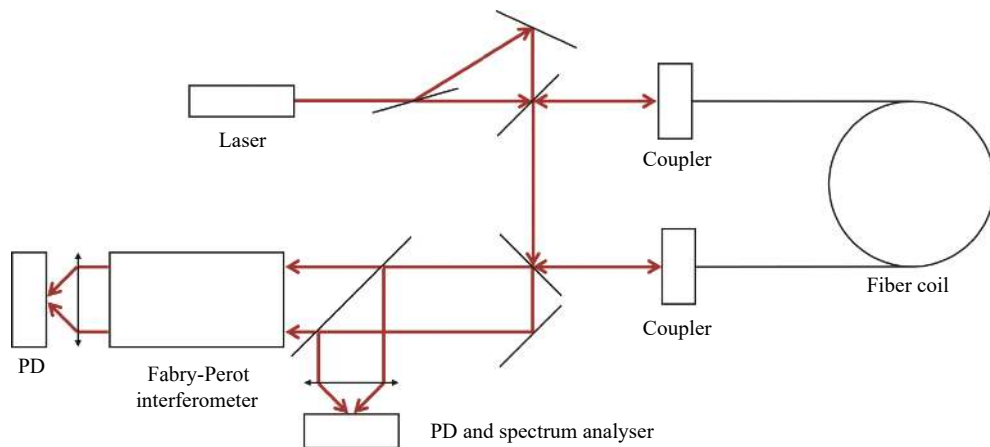 Laser
Coupler
Fiber coil
Coupler
PD
Fabry-Perot
interferometer
PD and spectrum analyser